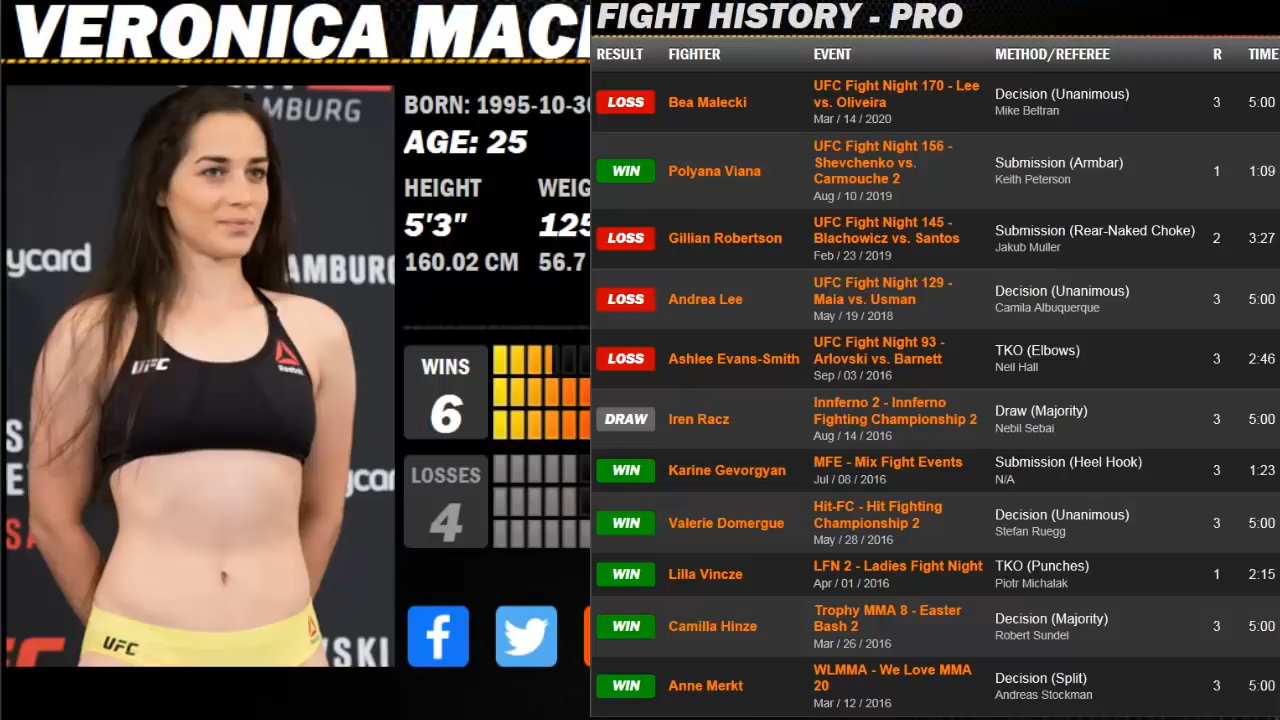 VERONICA MAC
BORN: 1995-10-30
AGE: 25
HEIGHT
WEIG
5'3"
125
160.02 CM
56.7
WINS
6
LOSSES
4
MBURG
ycard
AMBURG
ycar
VSKI
UFC
Reebok
UFC
FIGHT HISTORY - PRO
RESULT FIGHTER EVENT METHOD/REFEREE R TIME
LOSS Bea Malecki UFC Fight Night 170 - Lee Decision (Unanimous) 3 5:00
vs. Oliveira Mike Beltran
Mar / 14 / 2020
WIN Polyana Viana UFC Fight Night 156 - Submission (Armbar) 1 1:09
Shevchenko vs. Keith Peterson
Carmouche 2
Aug / 10 / 2019
LOSS Gillian Robertson UFC Fight Night 145 - Submission (Rear-Naked Choke) 2 3:27
Blachowicz vs. Santos Jakub Muller
Feb / 23 / 2019
LOSS Andrea Lee UFC Fight Night 129 - Decision (Unanimous) 3 5:00
Maia vs. Usman Camila Albuquerque
May / 19 / 2018
LOSS Ashlee Evans-Smith UFC Fight Night 93 - TKO (Elbows) 3 2:46
Arlovski vs. Barnett Neil Hall
Sep / 03 / 2016
DRAW Iren Racz Innferno 2 - Innferno Draw (Majority) 3 5:00
Fighting Championship 2 Nebil Sebai
Aug / 14 / 2016
WIN Karine Gevorgyan MFE - Mix Fight Events Submission (Heel Hook) 3 1:23
Jul / 08 / 2016 N/A
WIN Valerie Domergue Hit-FC - Hit Fighting Decision (Unanimous) 3 5:00
Championship 2 Stefan Ruegg
May / 28 / 2016
WIN Lilla Vincze LFN 2 - Ladies Fight Night TKO (Punches) 1 2:15
Apr / 01 / 2016 Piotr Michalak
WIN Camilla Hinze Trophy MMA 8 - Easter Decision (Majority) 3 5:00
Bash 2 Robert Sundel
Mar / 26 / 2016
WIN Anne Merkt WLMMA - We Love MMA Decision (Split) 3 5:00
20 Andreas Stockman
Mar / 12 / 2016